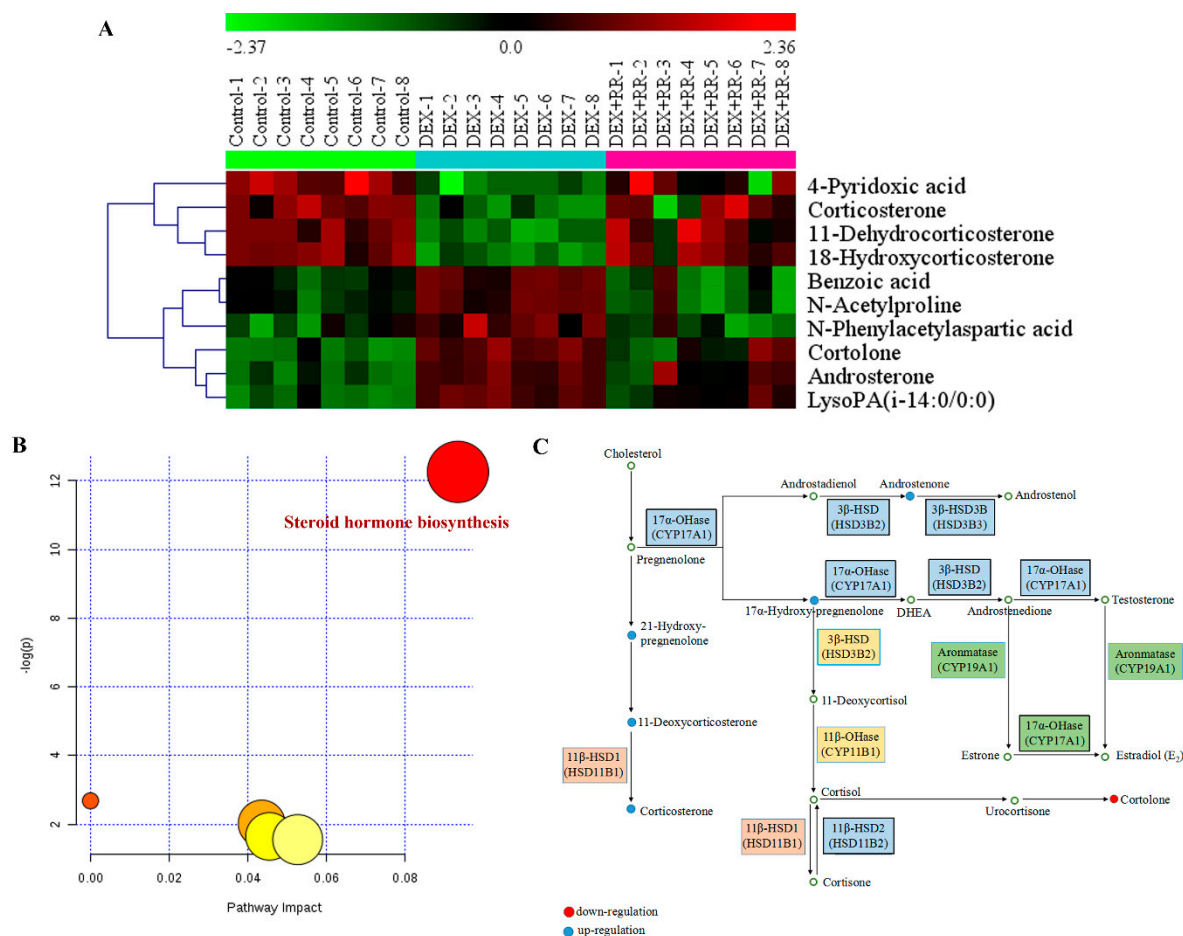 A
-2.37 0.0 2.36
Control-1
Control-2
Control-3
Control-4
Control-5
Control-6
Control-7
Control-8
DEX-1
DEX-2
DEX-3
DEX-4
DEX-5
DEX-6
DEX-7
DEX-8
DEX+RR-1
DEX+RR-2
DEX+RR-3
DEX+RR-4
DEX+RR-5
DEX+RR-6
DEX+RR-7
DEX+RR-8
4-Pyridoxic acid
Corticosterone
11-Dehydrocorticosterone
18-Hydroxycorticosterone
Benzoic acid
N-Acetylproline
N-Phenylacetylaspartic acid
Cortolone
Androsterone
LysoPA(i-14:0/0:0)
B
12
10
8
6
4
2
-log(p)
Steroid hormone biosynthesis
0.00 0.02 0.04 0.06 0.08
Pathway Impact
C
Cholesterol
Androstadienol
Androstenone
Androstenol
17α-OHase
(CYP17A1)
3β-HSD
(HSD3B2)
3β-HSD3B
(HSD3B3)
Pregnenolone
17α-OHase
(CYP17A1)
3β-HSD
(HSD3B2)
17α-OHase
(CYP17A1)
17α-Hydroxy-pregnenolone
DHEA
Androstenedione
Testosterone
21-Hydroxy-
pregnenolone
3β-HSD
(HSD3B2)
Aronmatase
(CYP19A1)
Aronmatase
(CYP19A1)
11-Deoxycortisol
11-Deoxycorticosterone
11β-OHase
(CYP11B1)
17α-OHase
(CYP17A1)
Estrone
Estradiol (E₂)
11β-HSD1
(HSD11B1)
Corticosterone
Cortisol
Urocortisone
Cortolone
11β-HSD1
(HSD11B1)
11β-HSD2
(HSD11B2)
Cortisone
down-regulation
up-regulation